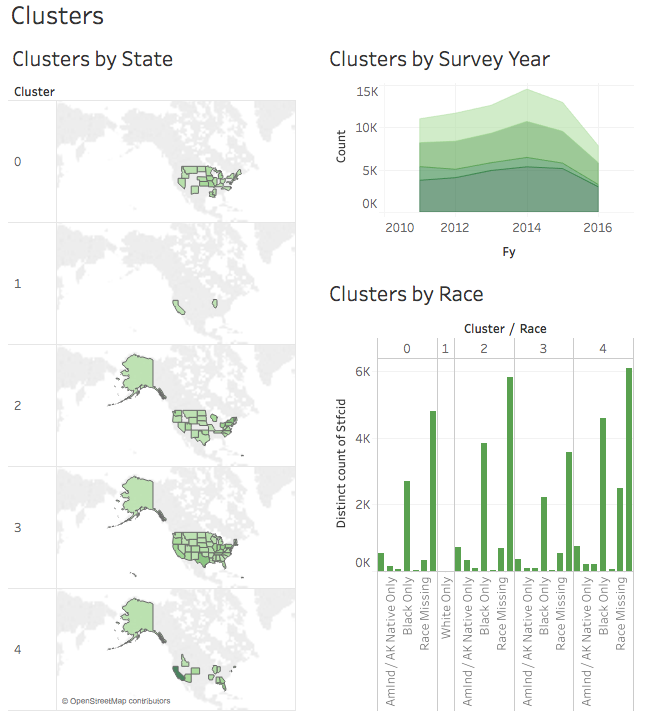 Clusters
Clusters by State
Cluster
0
1
2
3
4
© OpenStreetMap contributors
Clusters by Survey Year
15K
10K
5K
0K
Count
2010 2012 2014 2016
Fy
Clusters by Race
Cluster / Race
0 1 2 3 4
6K
4K
2K
0K
Distinct count of Stfcid
AmInd / AK Native Only
Black Only
Race Missing
White Only
AmInd / AK Native Only
Black Only
Race Missing
AmInd / AK Native Only
Black Only
Race Missing
AmInd / AK Native Only
Black Only
Race Missing